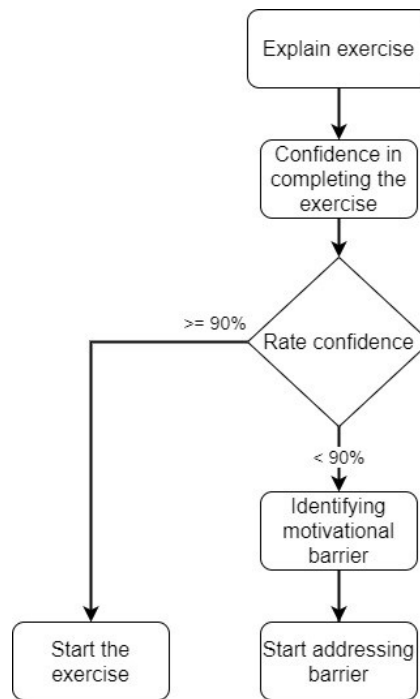 Explain exercise
Confidence in
completing the
exercise
>= 90%
Rate confidence
< 90%
Identifying
motivational
barrier
Start the
exercise
Start addressing
barrier